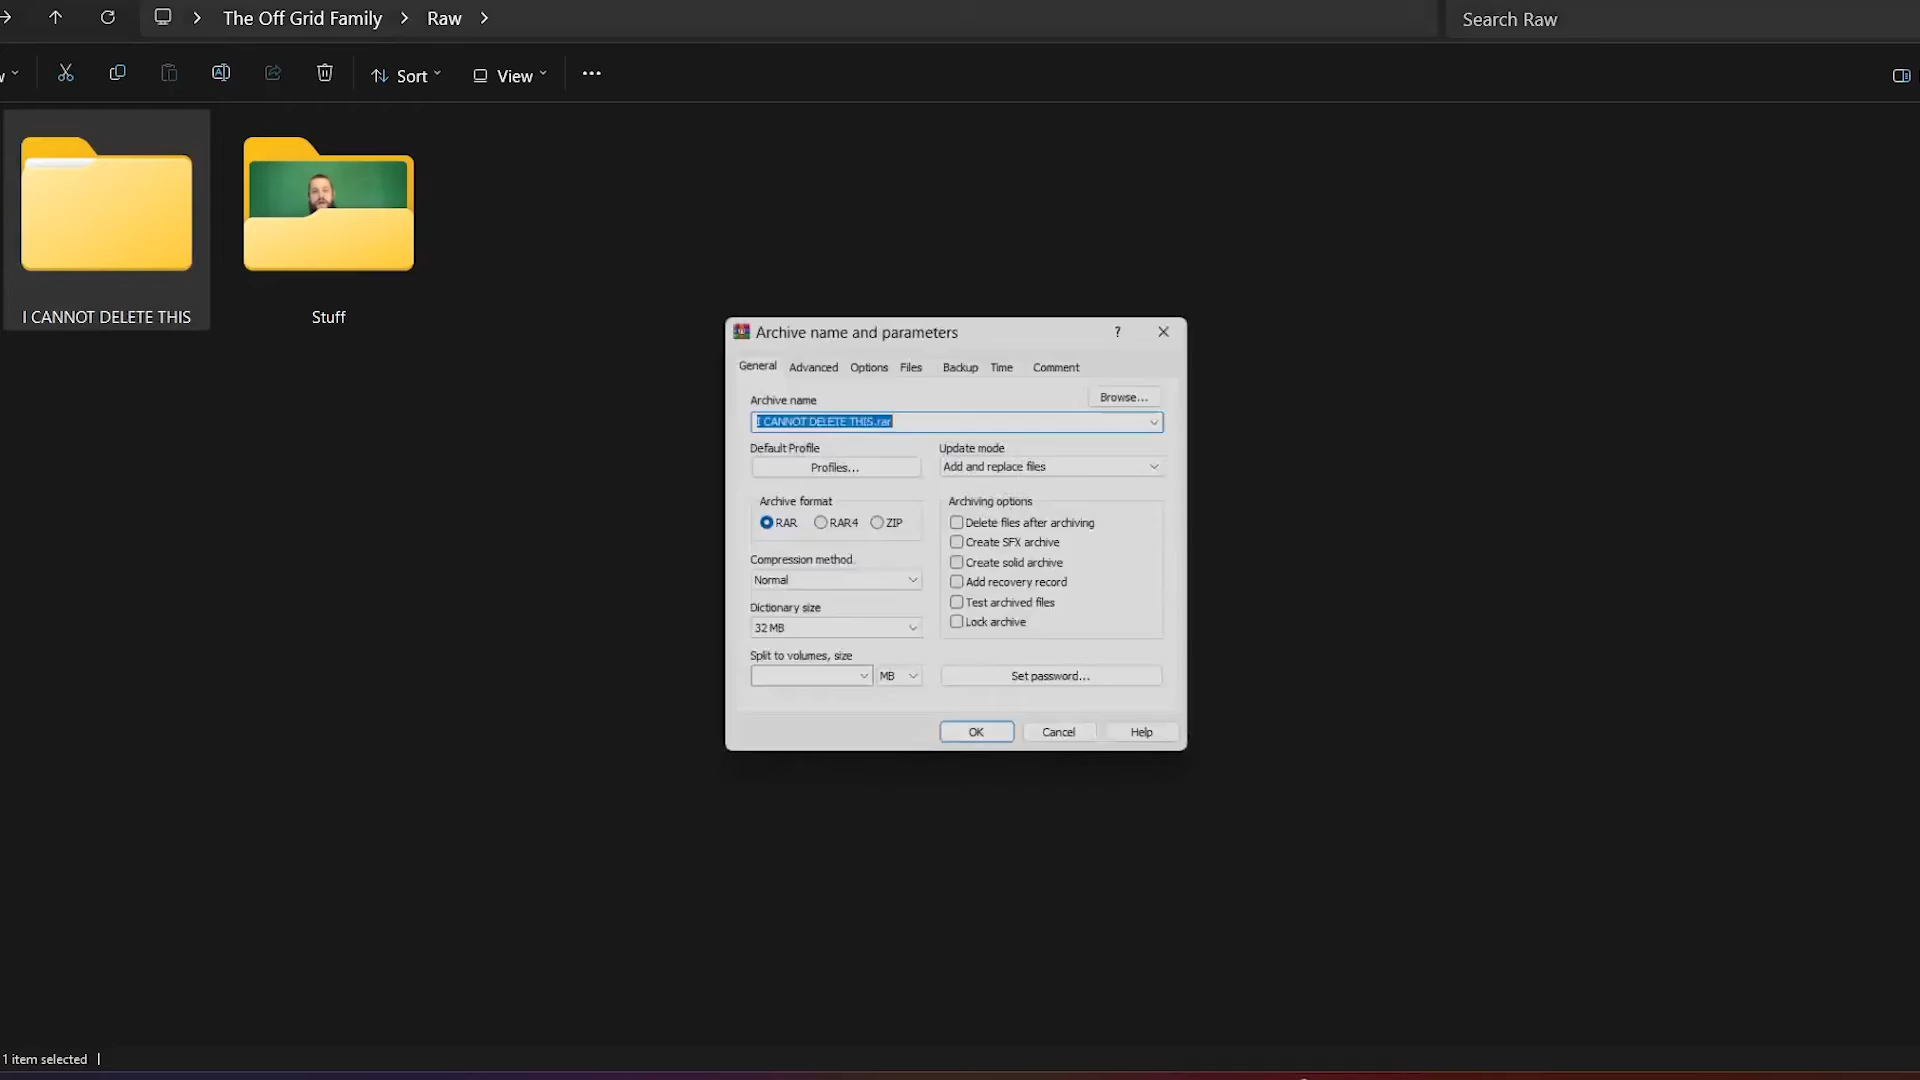 The Off Grid Family
Raw
Search Raw
Sort
View
I CANNOT DELETE THIS
Stuff
Archive name and parameters
?
General Advanced Options Files Backup Time Comment
Archive name
Browse...
I CANNOT DELETE THIS.rar
Default Profile
Profiles...
Update mode
Add and replace files
Archive format
RAR RAR4 ZIP
Compression method
Normal
Dictionary size
32 MB
Split to volumes, size
MB
Archiving options
Delete files after archiving
Create SFX archive
Create solid archive
Add recovery record
Test archived files
Lock archive
Set password...
OK Cancel Help
1 item selected